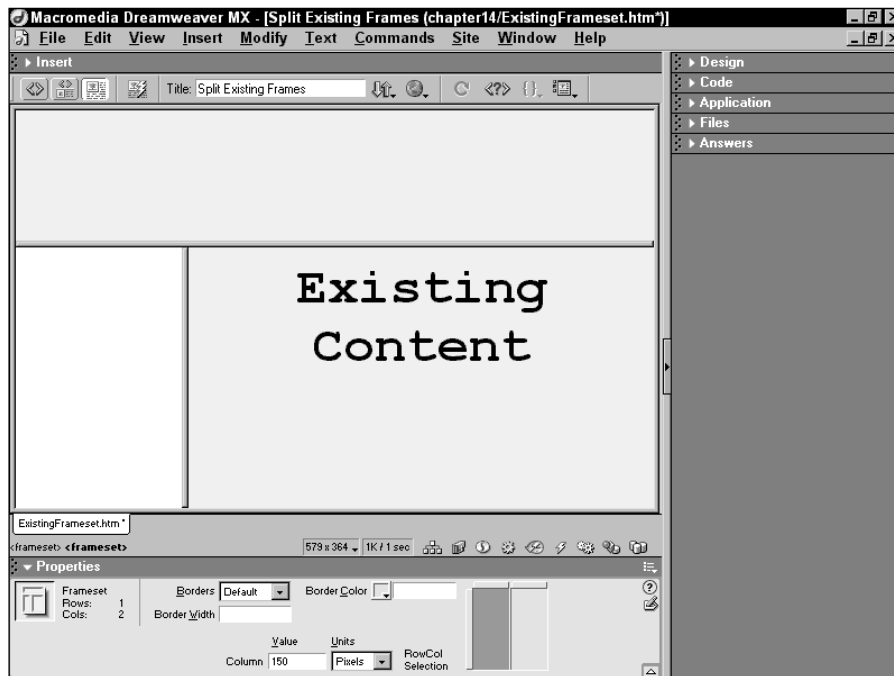 Macromedia Dreamweaver MX - [Split Existing Frames (chapter14/ExistingFrameset.htm*)]
File Edit View Insert Modify Text Commands Site Window Help
Insert
Title: Split Existing Frames
Design
Code
Application
Files
Answers
Existing
Content
ExistingFrameset.htm*
<frameset> <frameset>
579 x 364
1K / 1 sec
Properties
Frameset
Rows: 1
Cols: 2
Borders Default
Border Color
Border Width
Value
Units
Column 150 Pixels
RowCol
Selection